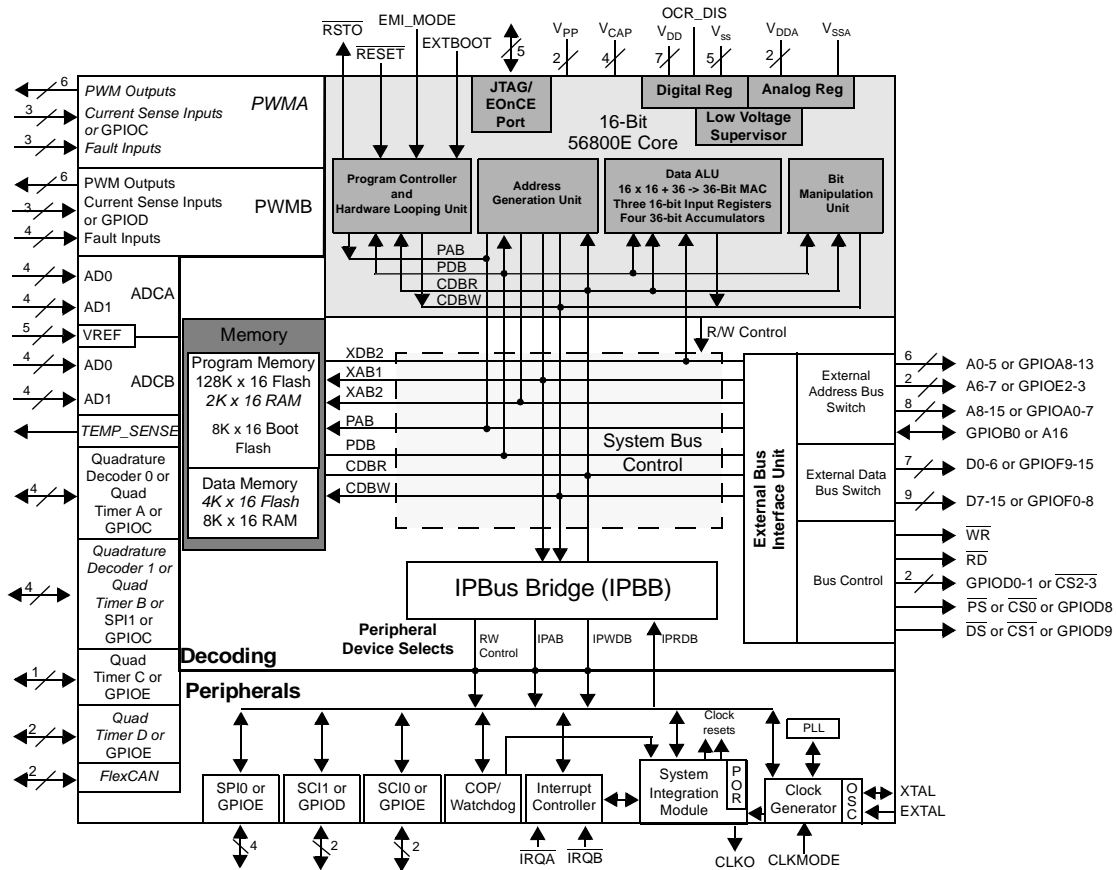 RSTO
EMI_MODE
RESET
EXTBOOT
5
VPP
2
VCAP
4
OCR_DIS
VDD
7
Vss
5
VDDA
2
VSSA
6
PWM Outputs
PWMA
3
Current Sense Inputs
or GPIOC
3
Fault Inputs
6
PWM Outputs
3
Current Sense Inputs
or GPIOD
PWMB
4
Fault Inputs
4
AD0
ADCA
4
AD1
5
VREF
4
AD0
ADCB
4
AD1
TEMP_SENSE
4
Quadrature
Decoder 0 or
Quad
Timer A or
GPIOC
4
Quadrature
Decoder 1 or
Quad
Timer B or
SPI1 or
GPIOC
1
Quad
Timer C or
GPIOE
2
Quad
Timer D or
GPIOE
2
FlexCAN
JTAG/
EOnCE
Port
Digital Reg
Analog Reg
Low Voltage
Supervisor
16-Bit
56800E Core
Program Controller
and
Hardware Looping Unit
Address
Generation Unit
Data ALU
16 x 16 + 36 -> 36-Bit MAC
Three 16-bit Input Registers
Four 36-bit Accumulators
Bit
Manipulation
Unit
PAB
PDB
CDBR
CDBW
R/W Control
Memory
Program Memory
128K x 16 Flash
2K x 16 RAM
8K x 16 Boot
Flash
Data Memory
4K x 16 Flash
8K x 16 RAM
XDB2
XAB1
XAB2
PAB
PDB
CDBR
CDBW
System Bus
Control
External Bus
Interface Unit
External
Address Bus
Switch
External Data
Bus Switch
Bus Control
6
A0-5 or GPIOA8-13
2
A6-7 or GPIOE2-3
8
A8-15 or GPIOA0-7
GPIOB0 or A16
7
D0-6 or GPIOF9-15
9
D7-15 or GPIOF0-8
WR
RD
2
GPIOD0-1 or CS2-3
PS or CS0 or GPIOD8
DS or CS1 or GPIOD9
IPBus Bridge (IPBB)
Peripheral
Device Selects
RW
Control
IPAB
IPWDB
IPRDB
Decoding
Peripherals
Clock
resets
PLL
SPI0 or
GPIOE
SCI1 or
GPIOD
SCI0 or
GPIOE
COP/
Watchdog
Interrupt
Controller
System
Integration
Module
P
O
R
Clock
Generator
O
S
C
XTAL
EXTAL
4
2
2
IRQA
IRQB
CLKO
CLKMODE